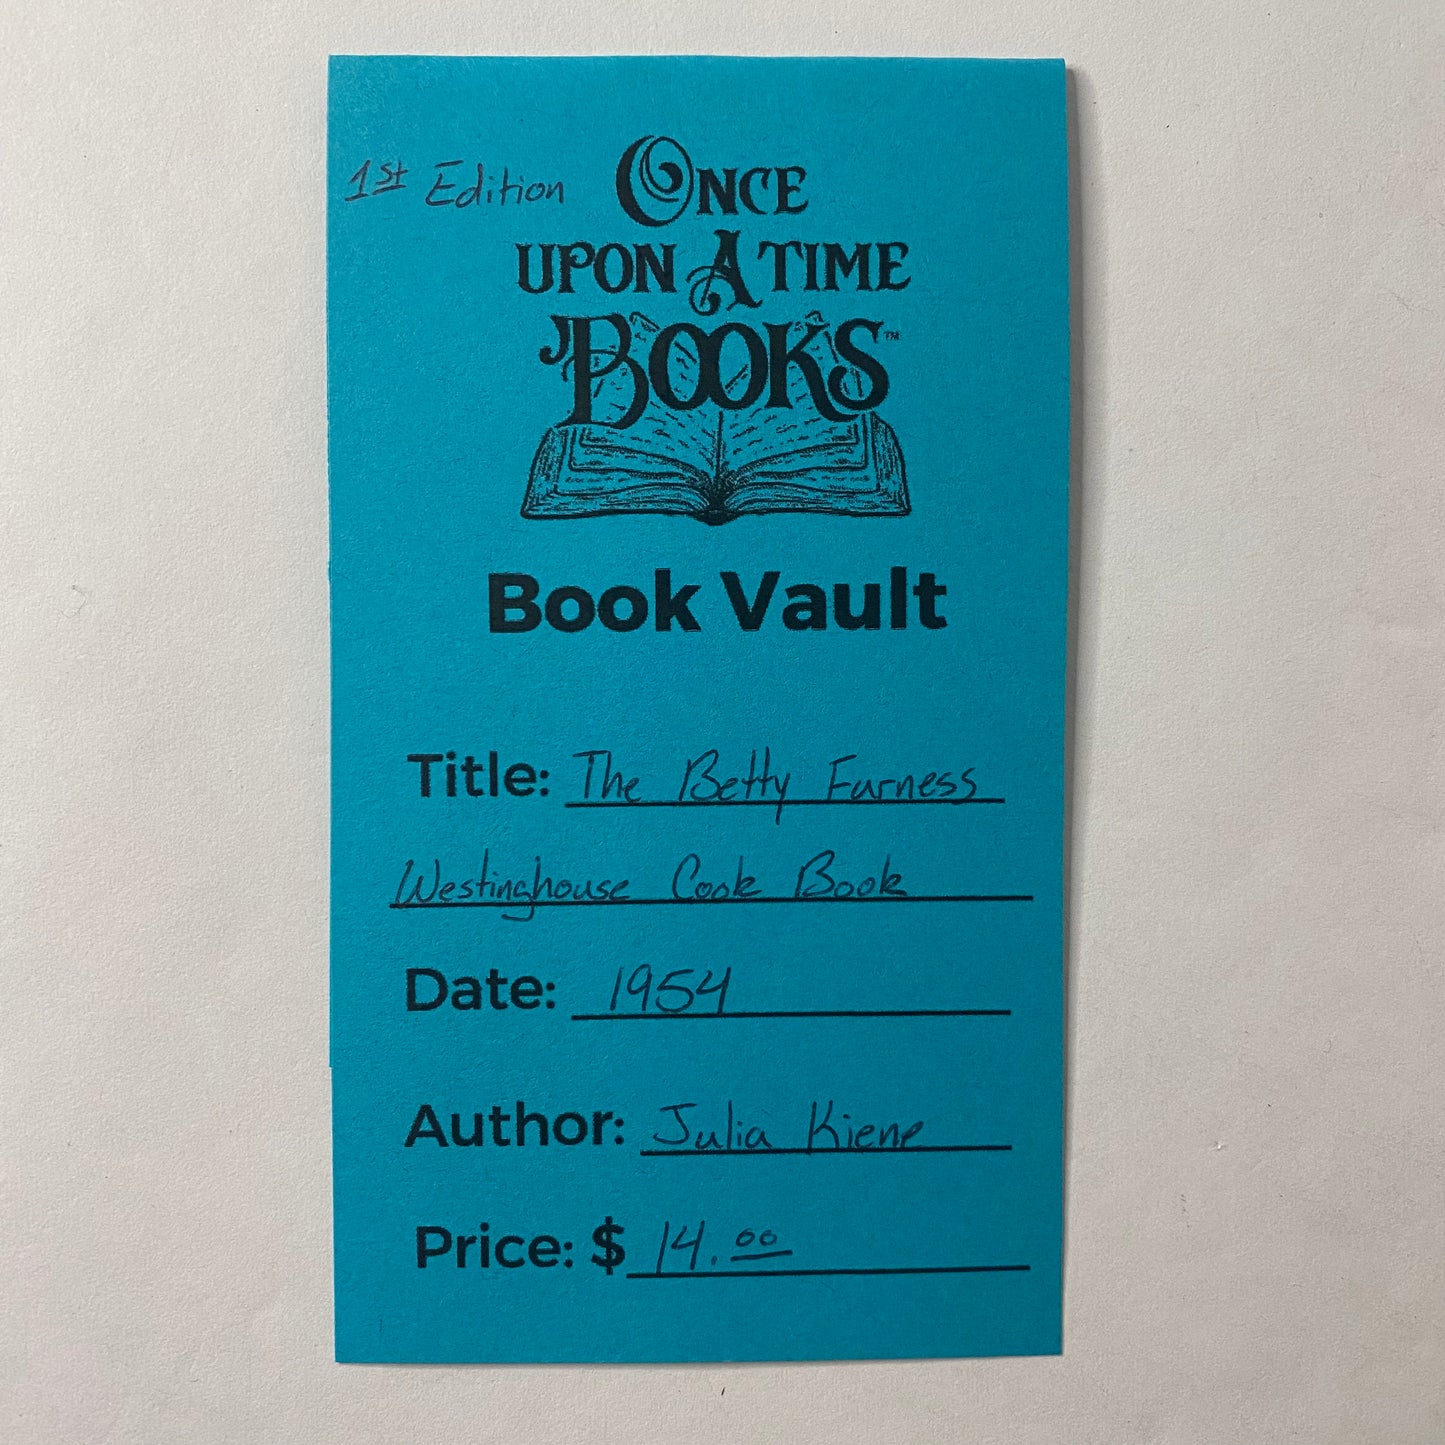 1st Edition
ONCE
UPON A TIME
BOOKS™
Book Vault
Title: The Betty Furness
Westinghouse Cook Book
Date: 1954
Author: Julia Kiene
Price: $ 14.00